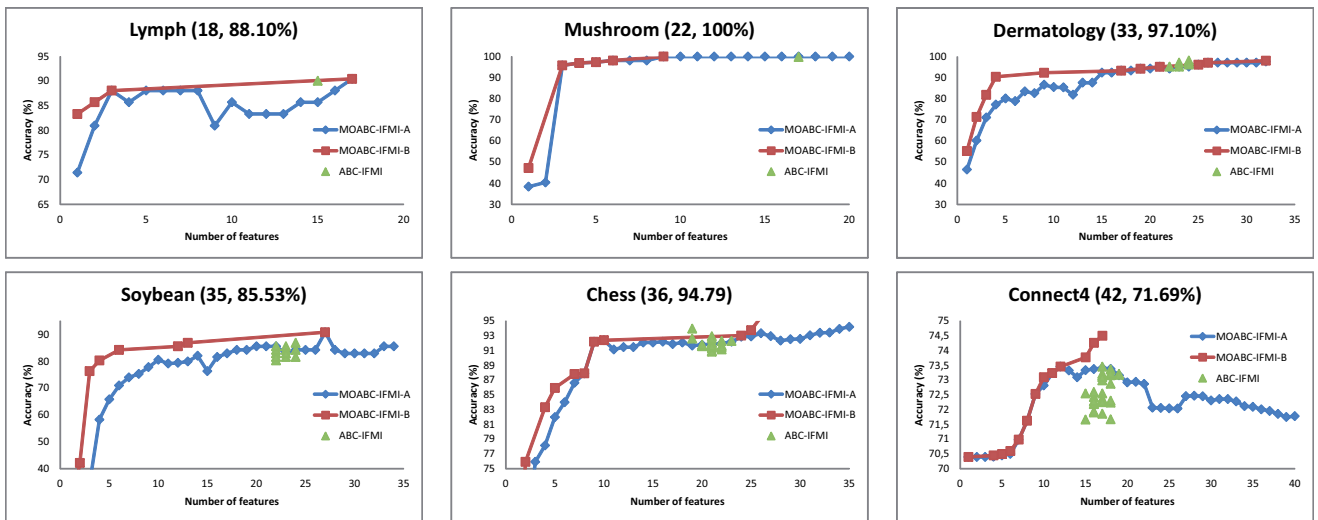 Lymph (18, 88.10%)
Accuracy (%)
95
90
85
80
75
70
65
0 5 10 15 20
Number of features
MOABC-IFMI-A
MOABC-IFMI-B
ABC-IFMI
Mushroom (22, 100%)
Accuracy (%)
100
90
80
70
60
50
40
30
0 2 4 6 8 10 12 14 16 18 20
Number of features
MOABC-IFMI-A
MOABC-IFMI-B
ABC-IFMI
Dermatology (33, 97.10%)
Accuracy (%)
100
90
80
70
60
50
40
30
0 5 10 15 20 25 30 35
Number of features
MOABC-IFMI-A
MOABC-IFMI-B
ABC-IFMI
Soybean (35, 85.53%)
Accuracy (%)
90
80
70
60
50
40
0 5 10 15 20 25 30 35
Number of features
MOABC-IFMI-A
MOABC-IFMI-B
ABC-IFMI
Chess (36, 94.79)
Accuracy (%)
93
91
89
87
85
83
81
79
77
75
0 5 10 15 20 25 30 35
Number of features
MOABC-IFMI-A
MOABC-IFMI-B
ABC-IFMI
Connect4 (42, 71.69%)
Accuracy (%)
75
74,5
74
73,5
73
72,5
72
71,5
71
70,5
70
0 5 10 15 20 25 30 35 40
Number of features
MOABC-IFMI-A
MOABC-IFMI-B
ABC-IFMI